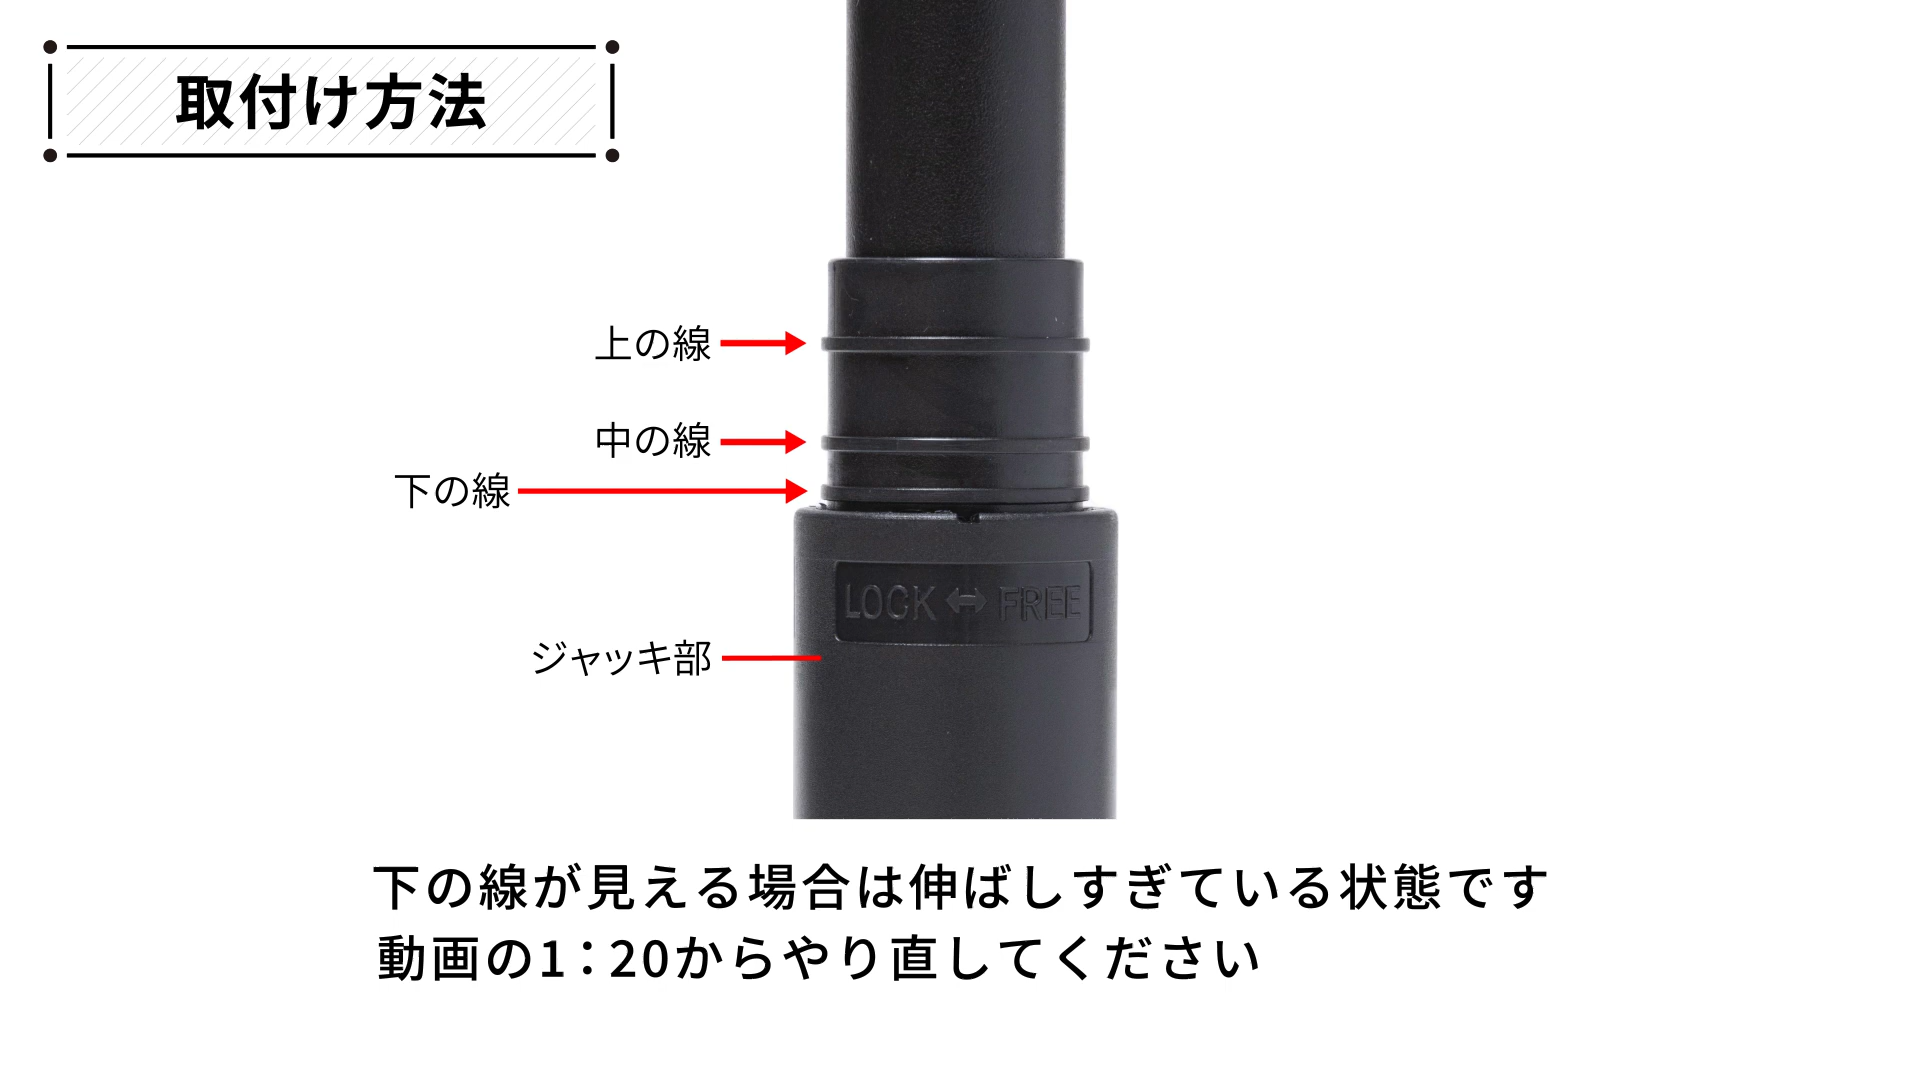 取付け方法
上の線
中の線
下の線
LOCK ⇔ FREE
ジャッキ部
下の線が見える場合は伸ばしすぎている状態です
動画の1：20からやり直してください